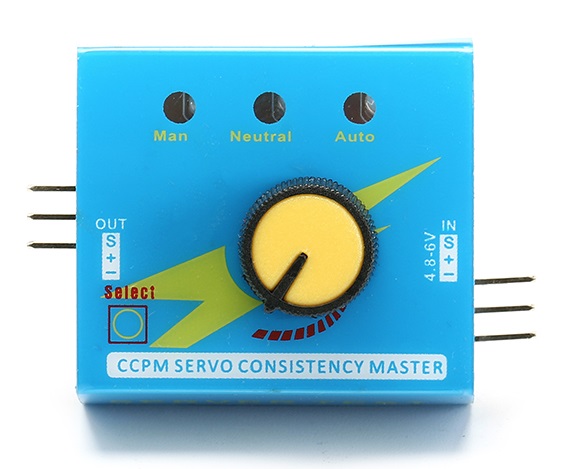 Man Neutral Auto
OUT
S
+
−
IN
S
+
−
4.8-6V
Select
CCPM SERVO CONSISTENCY MASTER